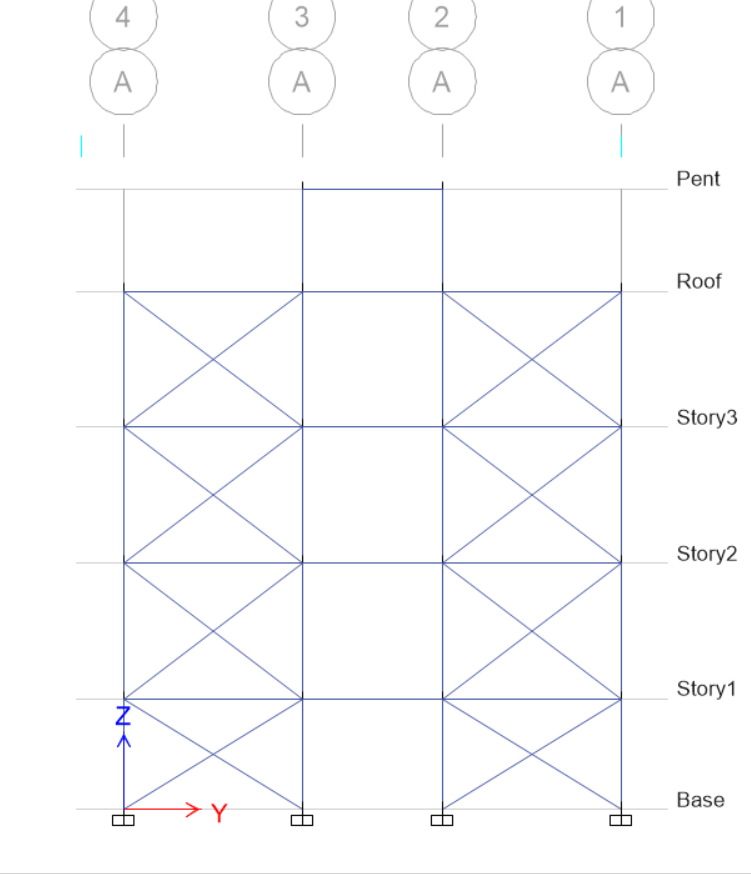 4 3 2 1
A A A A
Pent
Roof
Story3
Story2
Story1
Z
Base
Y